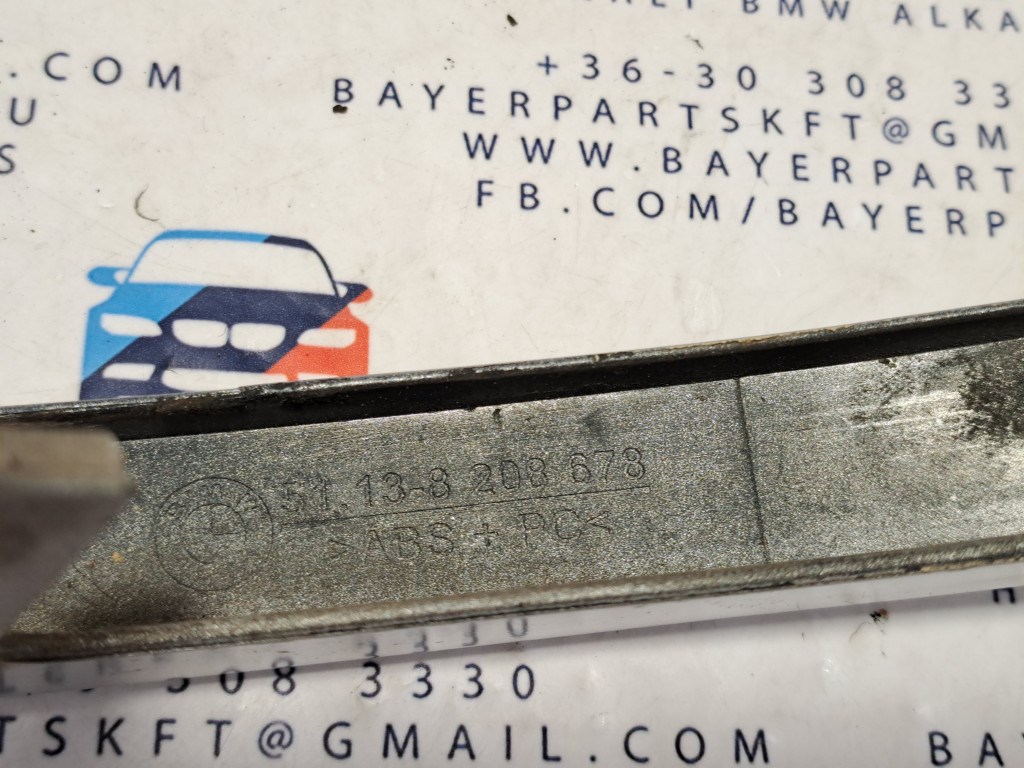 BMW ALKA
.COM
U
S
+36-30 308 33
BAYERPARTSKFT@GM
WWW.BAYERPART
FB.COM/BAYERP
51.13-8 208 673
>ABS + PC<
308 3330
TSKFT@GMAIL.COM
BA